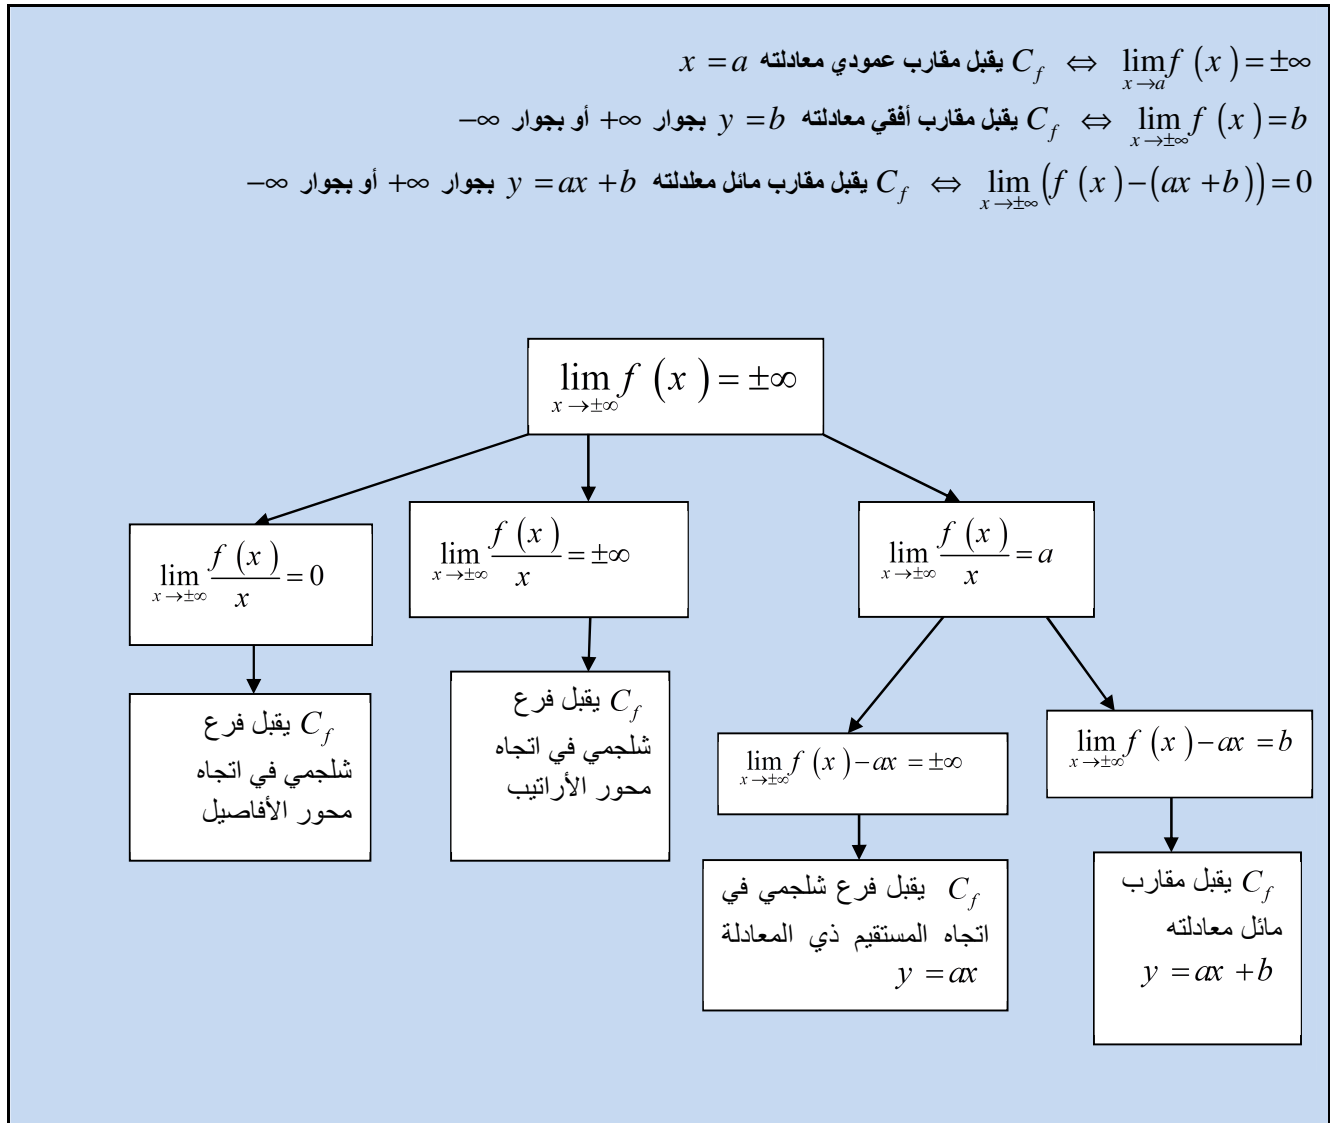 lim_{x→a} f(x) = ±∞ ⇔ C_f يقبل مقارب عمودي معادلته x = a
lim_{x→±∞} f(x) = b ⇔ C_f يقبل مقارب أفقي معادلته y = b بجوار +∞ أو بجوار −∞
lim_{x→±∞} (f(x) − (ax + b)) = 0 ⇔ C_f يقبل مقارب مائل معلدلته y = ax + b بجوار +∞ أو بجوار −∞
lim_{x→±∞} f(x) = ±∞
lim_{x→±∞} f(x)/x = a
lim_{x→±∞} f(x)/x = ±∞
lim_{x→±∞} f(x)/x = 0
lim_{x→±∞} f(x) − ax = b
lim_{x→±∞} f(x) − ax = ±∞
C_f يقبل مقارب
مائل معادلته
y = ax + b
C_f يقبل فرع شلجمي في
اتجاه المستقيم ذي المعادلة
y = ax
C_f يقبل فرع
شلجمي في اتجاه
محور الأراتيب
C_f يقبل فرع
شلجمي في اتجاه
محور الأفاصيل